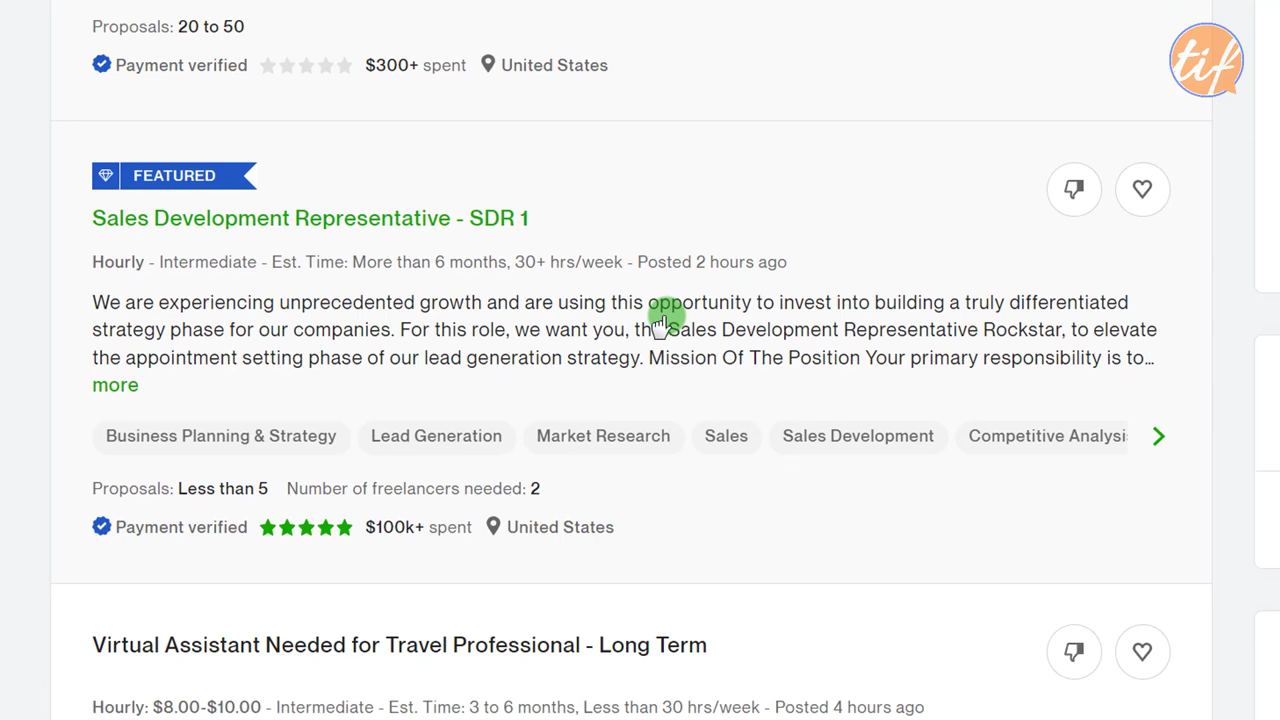 Proposals: 20 to 50
Payment verified $300+ spent United States
tif
FEATURED
Sales Development Representative - SDR 1
Hourly - Intermediate - Est. Time: More than 6 months, 30+ hrs/week - Posted 2 hours ago
We are experiencing unprecedented growth and are using this opportunity to invest into building a truly differentiated
strategy phase for our companies. For this role, we want you, the Sales Development Representative Rockstar, to elevate
the appointment setting phase of our lead generation strategy. Mission Of The Position Your primary responsibility is to...
more
Business Planning & Strategy Lead Generation Market Research Sales Sales Development Competitive Analysi
Proposals: Less than 5 Number of freelancers needed: 2
Payment verified $100k+ spent United States
Virtual Assistant Needed for Travel Professional - Long Term
Hourly: $8.00-$10.00 - Intermediate - Est. Time: 3 to 6 months, Less than 30 hrs/week - Posted 4 hours ago